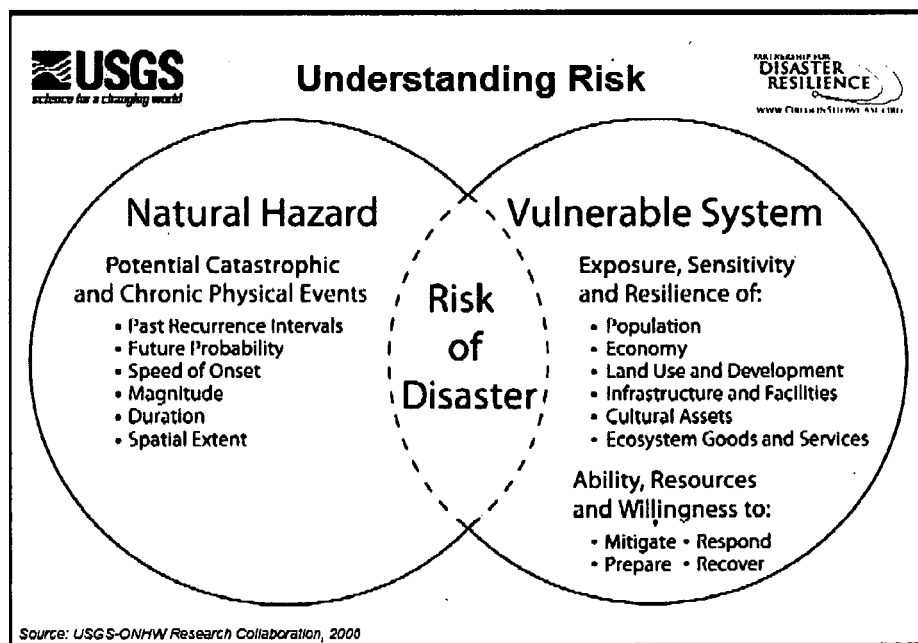 USGS
science for a changing world
Understanding Risk
PARTNERSHIP FOR
DISASTER
RESILIENCE
Natural Hazard
Potential Catastrophic
and Chronic Physical Events
• Past Recurrence Intervals
• Future Probability
• Speed of Onset
• Magnitude
• Duration
• Spatial Extent
Risk
of
Disaster
Vulnerable System
Exposure, Sensitivity
and Resilience of:
• Population
• Economy
• Land Use and Development
• Infrastructure and Facilities
• Cultural Assets
• Ecosystem Goods and Services
Ability, Resources
and Willingness to:
• Mitigate • Respond
• Prepare • Recover
Source: USGS-ONHW Research Collaboration, 2006